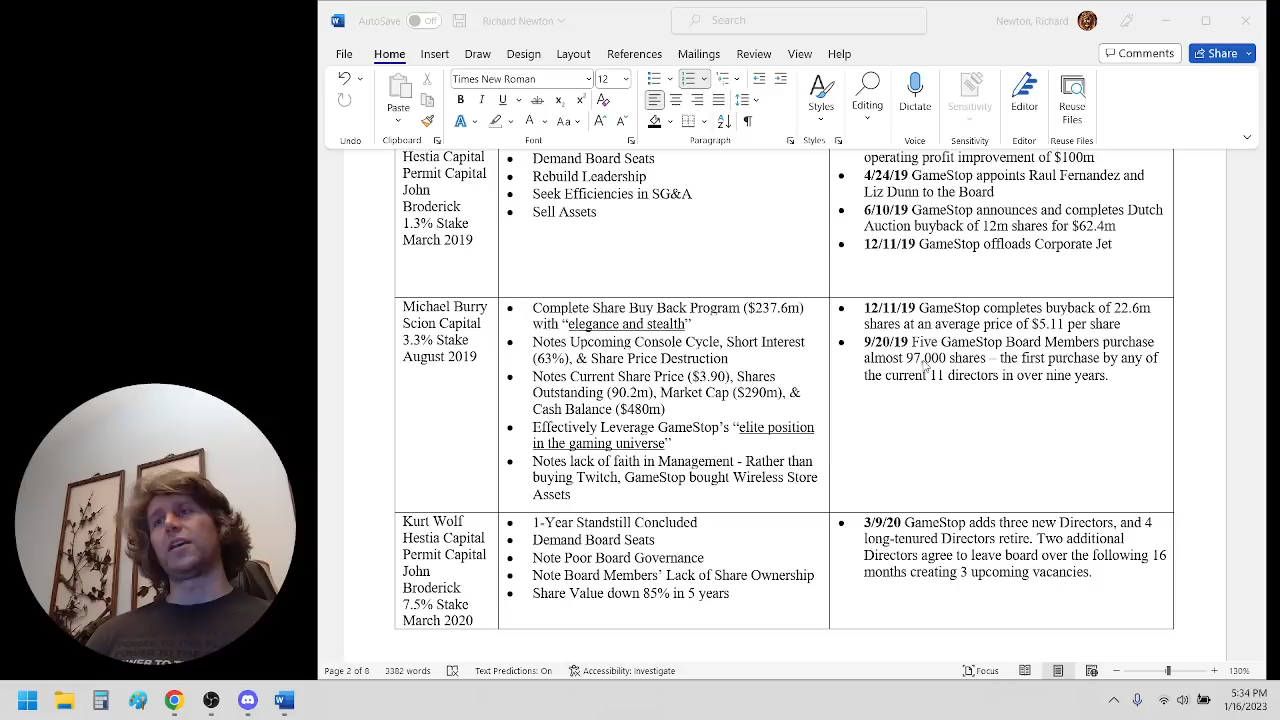 AutoSave Off Richard Newton Search Newton, Richard
File Home Insert Draw Design Layout References Mailings Review View Help Comments Share
Times New Roman 12
Paste Styles Editing Dictate Sensitivity Editor Reuse Files
Undo Clipboard Font Paragraph Styles Voice Sensitivity Editor Reuse Files
Hestia Capital
Permit Capital
John
Broderick
1.3% Stake
March 2019
• Demand Board Seats
• Rebuild Leadership
• Seek Efficiencies in SG&A
• Sell Assets
operating profit improvement of $100m
• 4/24/19 GameStop appoints Raul Fernandez and
Liz Dunn to the Board
• 6/10/19 GameStop announces and completes Dutch
Auction buyback of 12m shares for $62.4m
• 12/11/19 GameStop offloads Corporate Jet
Michael Burry
Scion Capital
3.3% Stake
August 2019
• Complete Share Buy Back Program ($237.6m)
with “elegance and stealth”
• Notes Upcoming Console Cycle, Short Interest
(63%), & Share Price Destruction
• Notes Current Share Price ($3.90), Shares
Outstanding (90.2m), Market Cap ($290m), &
Cash Balance ($480m)
• Effectively Leverage GameStop’s “elite position
in the gaming universe”
• Notes lack of faith in Management - Rather than
buying Twitch, GameStop bought Wireless Store
Assets
• 12/11/19 GameStop completes buyback of 22.6m
shares at an average price of $5.11 per share
• 9/20/19 Five GameStop Board Members purchase
almost 97,000 shares – the first purchase by any of
the current 11 directors in over nine years.
Kurt Wolf
Hestia Capital
Permit Capital
John
Broderick
7.5% Stake
March 2020
• 1-Year Standstill Concluded
• Demand Board Seats
• Note Poor Board Governance
• Note Board Members’ Lack of Share Ownership
• Share Value down 85% in 5 years
• 3/9/20 GameStop adds three new Directors, and 4
long-tenured Directors retire. Two additional
Directors agree to leave board over the following 16
months creating 3 upcoming vacancies.
Page 2 of 8 3382 words Text Predictions: On Accessibility: Investigate Focus 130%
5:34 PM
1/16/2023